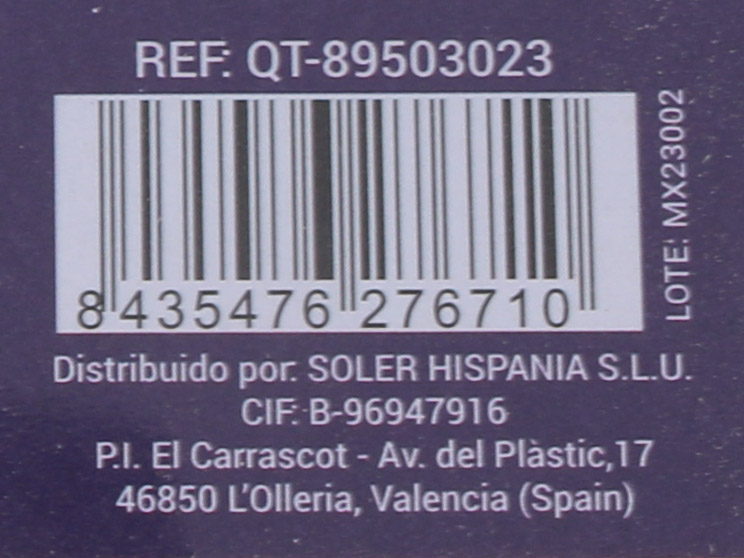 REF: QT-89503023
8 435476 276710
LOTE: MX23002
Distribuido por: SOLER HISPANIA S.L.U.
CIF: B-96947916
P.I. El Carrascot - Av. del Plàstic,17
46850 L'Olleria, Valencia (Spain)